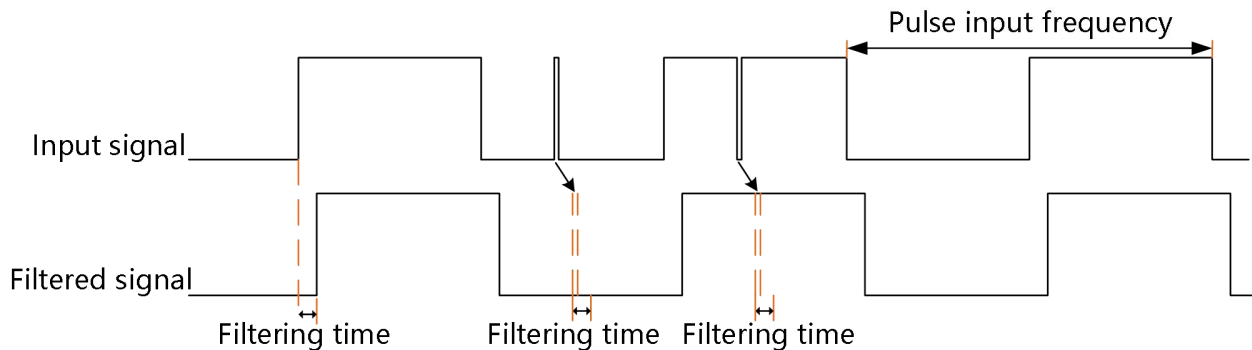 Pulse input frequency
Input signal
Filtered signal
Filtering time
Filtering time
Filtering time